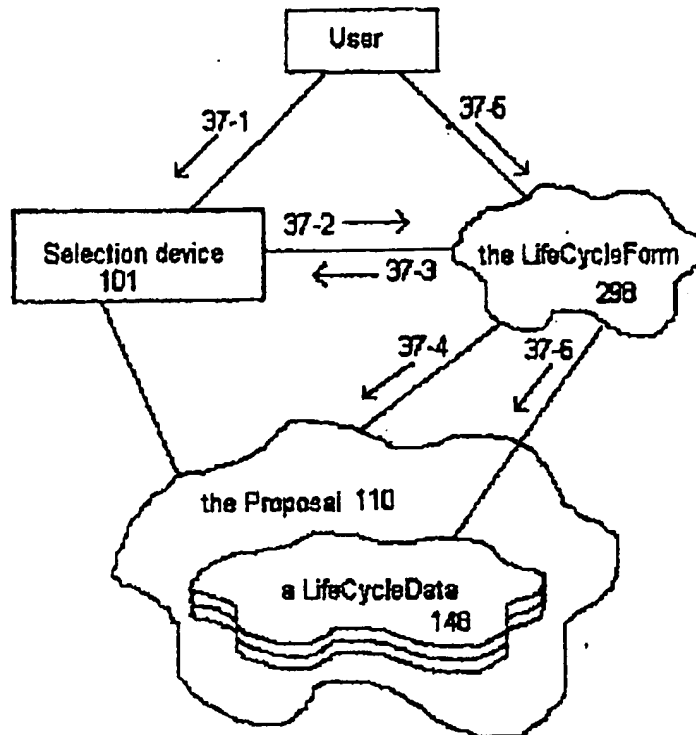 User
37-1
37-5
Selection device
101
37-2
37-3
the LifeCycleForm
298
37-4
37-6
the Proposal 110
a LifeCycleData
148